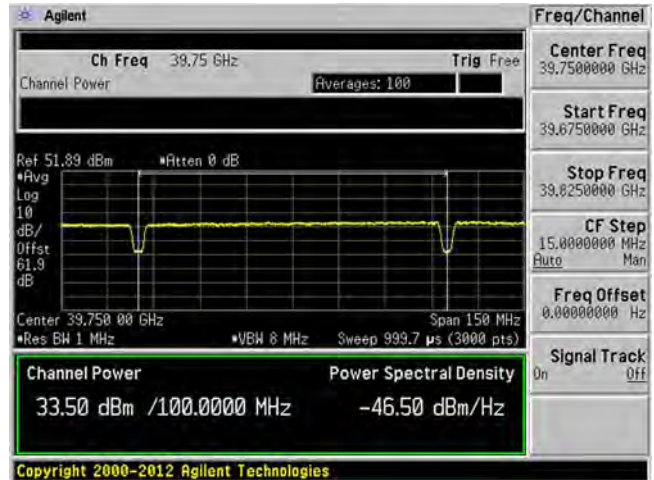 Agilent
Freq/Channel
Ch Freq 39.75 GHz Trig Free
Channel Power Averages: 100
Center Freq
39.7500000 GHz
Start Freq
39.6750000 GHz
Stop Freq
39.8250000 GHz
CF Step
15.0000000 MHz
Auto Man
Freq Offset
0.00000000 Hz
Signal Track
On Off
Ref 51.89 dBm #Atten 0 dB
#Avg
Log
10
dB/
Offst
61.9
dB
Center 39.750 00 GHz Span 150 MHz
#Res BW 1 MHz #VBW 8 MHz Sweep 999.7 µs (3000 pts)
Channel Power Power Spectral Density
33.50 dBm /100.0000 MHz -46.50 dBm/Hz
Copyright 2000-2012 Agilent Technologies